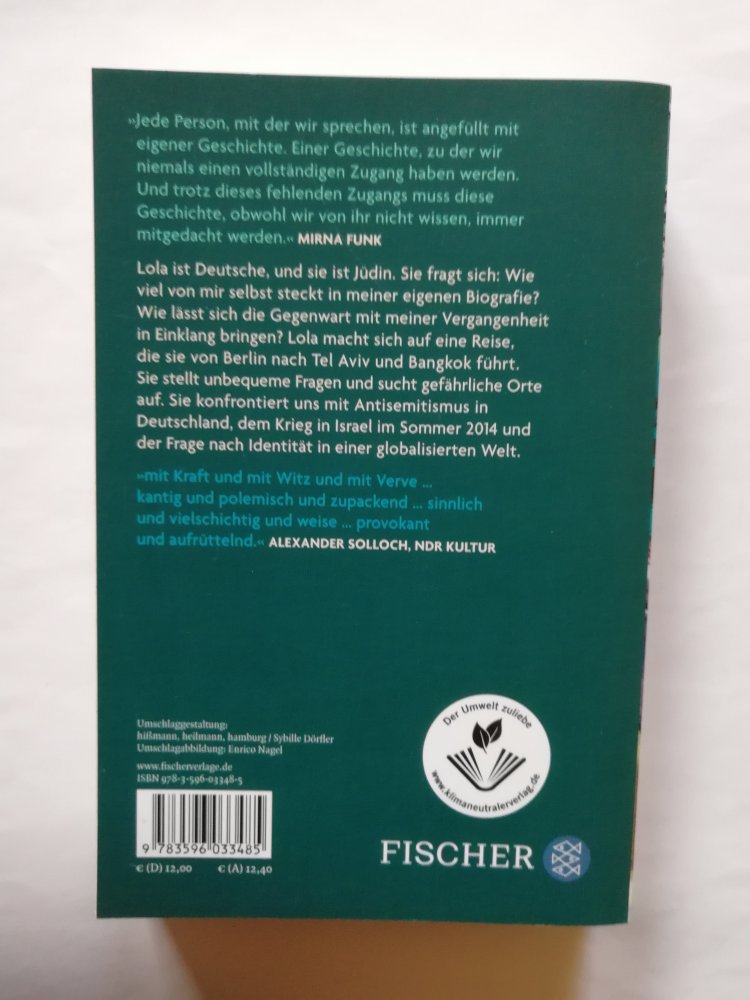 »Jede Person, mit der wir sprechen, ist angefüllt mit
eigener Geschichte. Einer Geschichte, zu der wir
niemals einen vollständigen Zugang haben werden.
Und trotz dieses fehlenden Zugangs muss diese
Geschichte, obwohl wir von ihr nicht wissen, immer
mitgedacht werden.« MIRNA FUNK
Lola ist Deutsche, und sie ist Jüdin. Sie fragt sich: Wie
viel von mir selbst steckt in meiner eigenen Biografie?
Wie lässt sich die Gegenwart mit meiner Vergangenheit
in Einklang bringen? Lola macht sich auf eine Reise,
die sie von Berlin nach Tel Aviv und Bangkok führt.
Sie stellt unbequeme Fragen und sucht gefährliche Orte
auf. Sie konfrontiert uns mit Antisemitismus in
Deutschland, dem Krieg in Israel im Sommer 2014 und
der Frage nach Identität in einer globalisierten Welt.
»mit Kraft und mit Witz und mit Verve ...
kantig und polemisch und zupackend ... sinnlich
und vielschichtig und weise ... provokant
und aufrüttelnd.« ALEXANDER SOLLOCH, NDR KULTUR
Umschlaggestaltung:
hißmann, heilmann, hamburg / Sybille Dörfler
Umschlagabbildung: Enrico Nagel
www.fischerverlage.de
ISBN 978-3-596-03348-5
9 783596 033485
€ (D) 12,00 € (A) 12,40
Der Umwelt zuliebe
www.klimaneutralerverlag.de
FISCHER